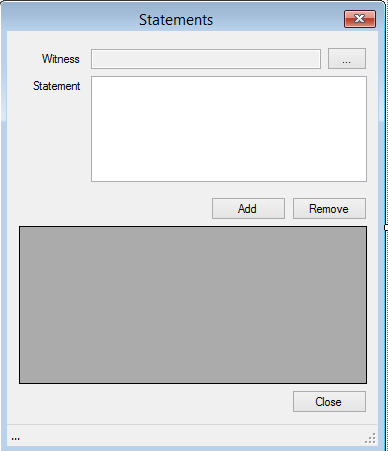 Statements
Witness
...
Statement
Add
Remove
Close
...